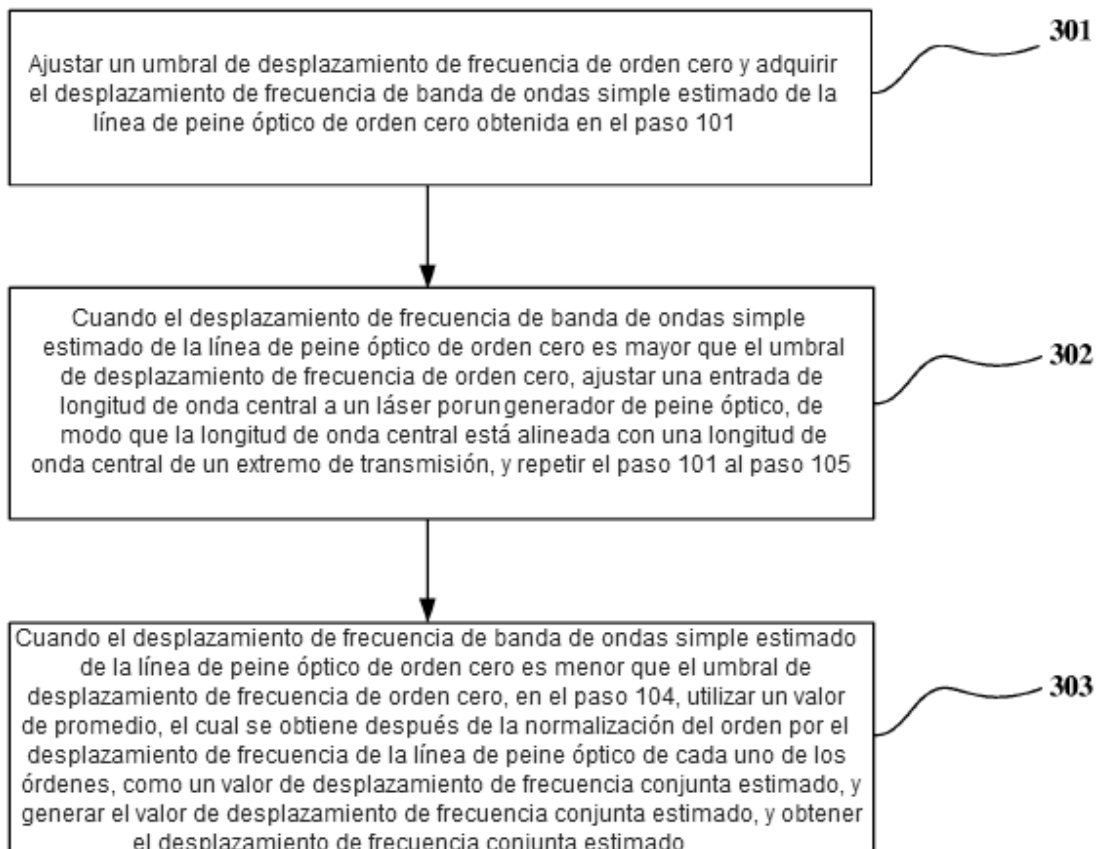 301
Ajustar un umbral de desplazamiento de frecuencia de orden cero y adquirir
el desplazamiento de frecuencia de banda de ondas simple estimado de la
línea de peine óptico de orden cero obtenida en el paso 101
302
Cuando el desplazamiento de frecuencia de banda de ondas simple
estimado de la línea de peine óptico de orden cero es mayor que el umbral
de desplazamiento de frecuencia de orden cero, ajustar una entrada de
longitud de onda central a un láser por un generador de peine óptico, de
modo que la longitud de onda central está alineada con una longitud de
onda central de un extremo de transmisión, y repetir el paso 101 al paso 105
303
Cuando el desplazamiento de frecuencia de banda de ondas simple estimado
de la línea de peine óptico de orden cero es menor que el umbral de
desplazamiento de frecuencia de orden cero, en el paso 104, utilizar un valor
de promedio, el cual se obtiene después de la normalización del orden por el
desplazamiento de frecuencia de la línea de peine óptico de cada uno de los
órdenes, como un valor de desplazamiento de frecuencia conjunta estimado, y
generar el valor de desplazamiento de frecuencia conjunta estimado, y obtener
el desplazamiento de frecuencia conjunta estimado